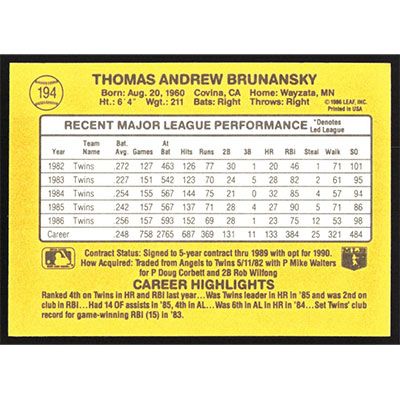 194
THOMAS ANDREW BRUNANSKY
Born: Aug. 20, 1960 Covina, CA Home: Wayzata, MN
Ht.: 6'4" Wgt.: 211 Bats: Right Throws: Right
© 1986 LEAF, INC.
Printed in USA
RECENT MAJOR LEAGUE PERFORMANCE *Denotes Led League
Year Team Name Bat. Avg. Games At Bat Hits Runs 2B 3B HR RBI Steal Walk SO
1982 Twins .272 127 463 126 77 30 1 20 46 1 71 101
1983 Twins .227 151 542 123 70 24 5 28 82 2 61 95
1984 Twins .254 155 567 144 75 21 0 32 85 4 57 94
1985 Twins .242 157 567 137 71 28 4 27 90 5 71 86
1986 Twins .256 157 593 152 69 28 1 23 75 12 53 98
Career .248 758 2765 689 377 131 11 133 384 25 321 484
Contract Status: Signed to 5-year contract thru 1989 with opt for 1990.
How Acquired: Traded from Angels to Twins 5/11/82 with P Mike Walters
for P Doug Corbett and 2B Rob Wilfong
CAREER HIGHLIGHTS
Ranked 4th on Twins in HR and RBI last year...Was Twins leader in HR in '85 and was 2nd on
club in RBI...Had 14 OF assists in '85, 4th in AL...Was 6th in AL in HR in '84...Set Twins' club
record for game-winning RBI (15) in '83.